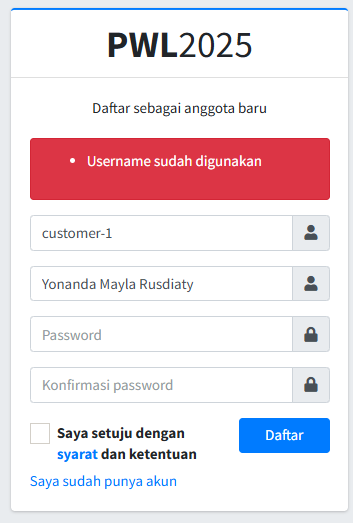 PWL2025
Daftar sebagai anggota baru
Username sudah digunakan
customer-1
Yonanda Mayla Rusdiaty
Password
Konfirmasi password
Saya setuju dengan
syarat dan ketentuan
Daftar
Saya sudah punya akun